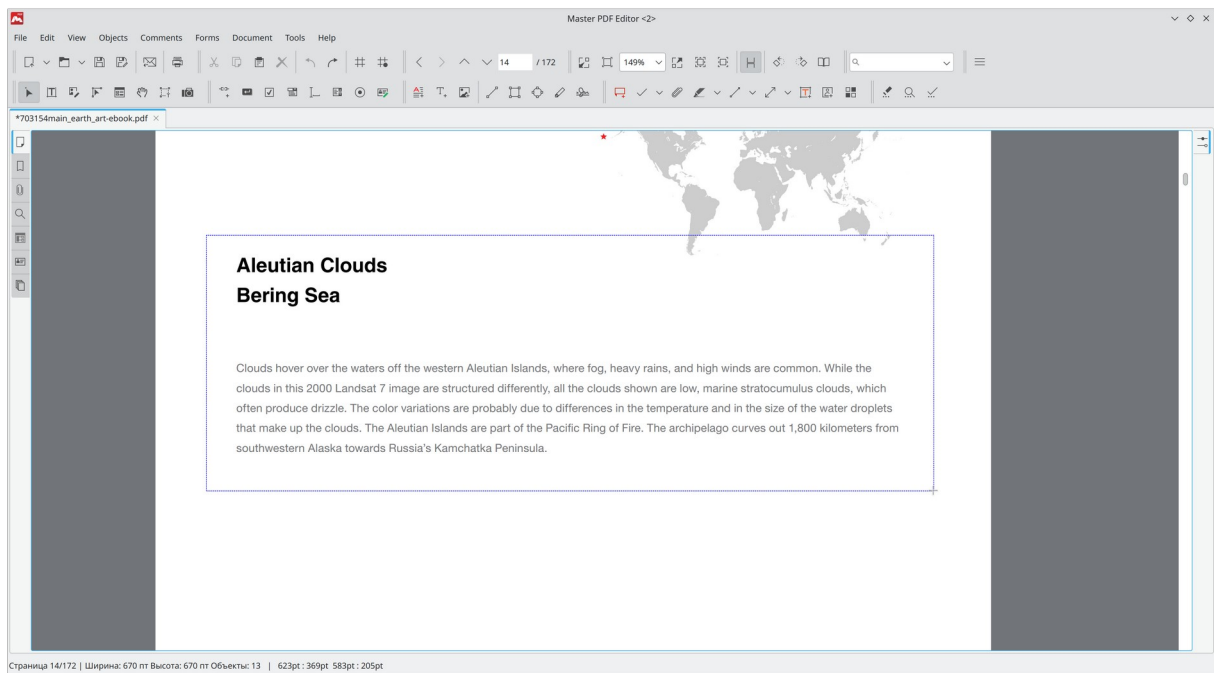 Master PDF Editor <2>
File Edit View Objects Comments Forms Document Tools Help
14 / 172 149%
*703154main_earth_art-ebook.pdf
Aleutian Clouds
Bering Sea
Clouds hover over the waters off the western Aleutian Islands, where fog, heavy rains, and high winds are common. While the
clouds in this 2000 Landsat 7 image are structured differently, all the clouds shown are low, marine stratocumulus clouds, which
often produce drizzle. The color variations are probably due to differences in the temperature and in the size of the water droplets
that make up the clouds. The Aleutian Islands are part of the Pacific Ring of Fire. The archipelago curves out 1,800 kilometers from
southwestern Alaska towards Russia's Kamchatka Peninsula.
Страница 14/172 | Ширина: 670 пт Высота: 670 пт Объекты: 13 | 623pt : 369pt 583pt : 205pt